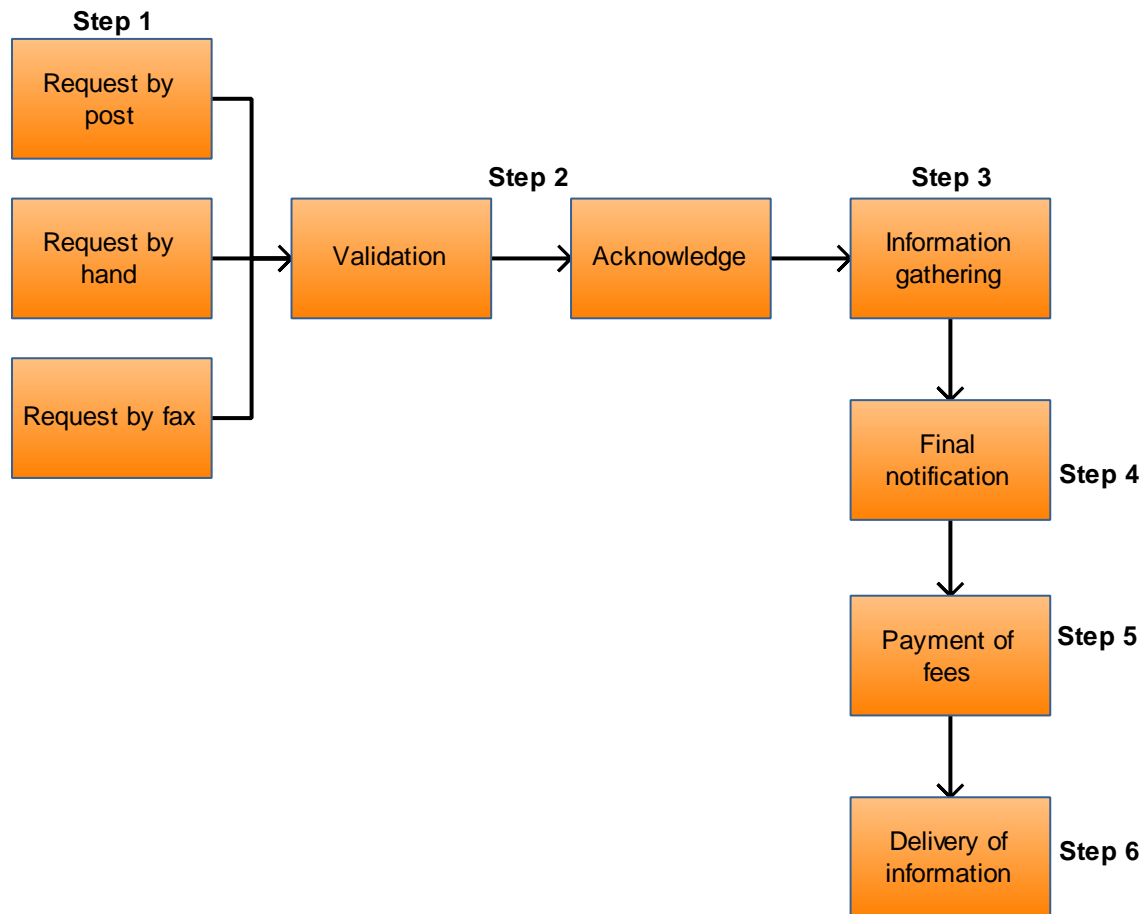 Step 1
Request by
post
Request by
hand
Request by fax
Step 2
Validation
Acknowledge
Step 3
Information
gathering
Final
notification
Step 4
Payment of
fees
Step 5
Delivery of
information
Step 6